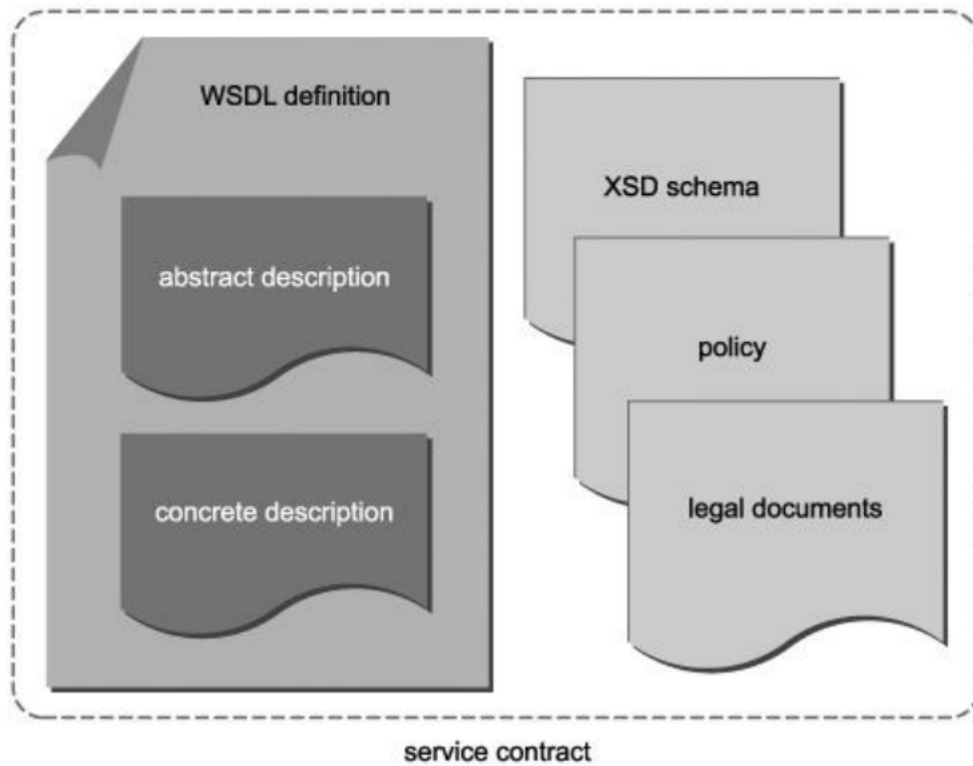 WSDL definition
abstract description
concrete description
XSD schema
policy
legal documents
service contract